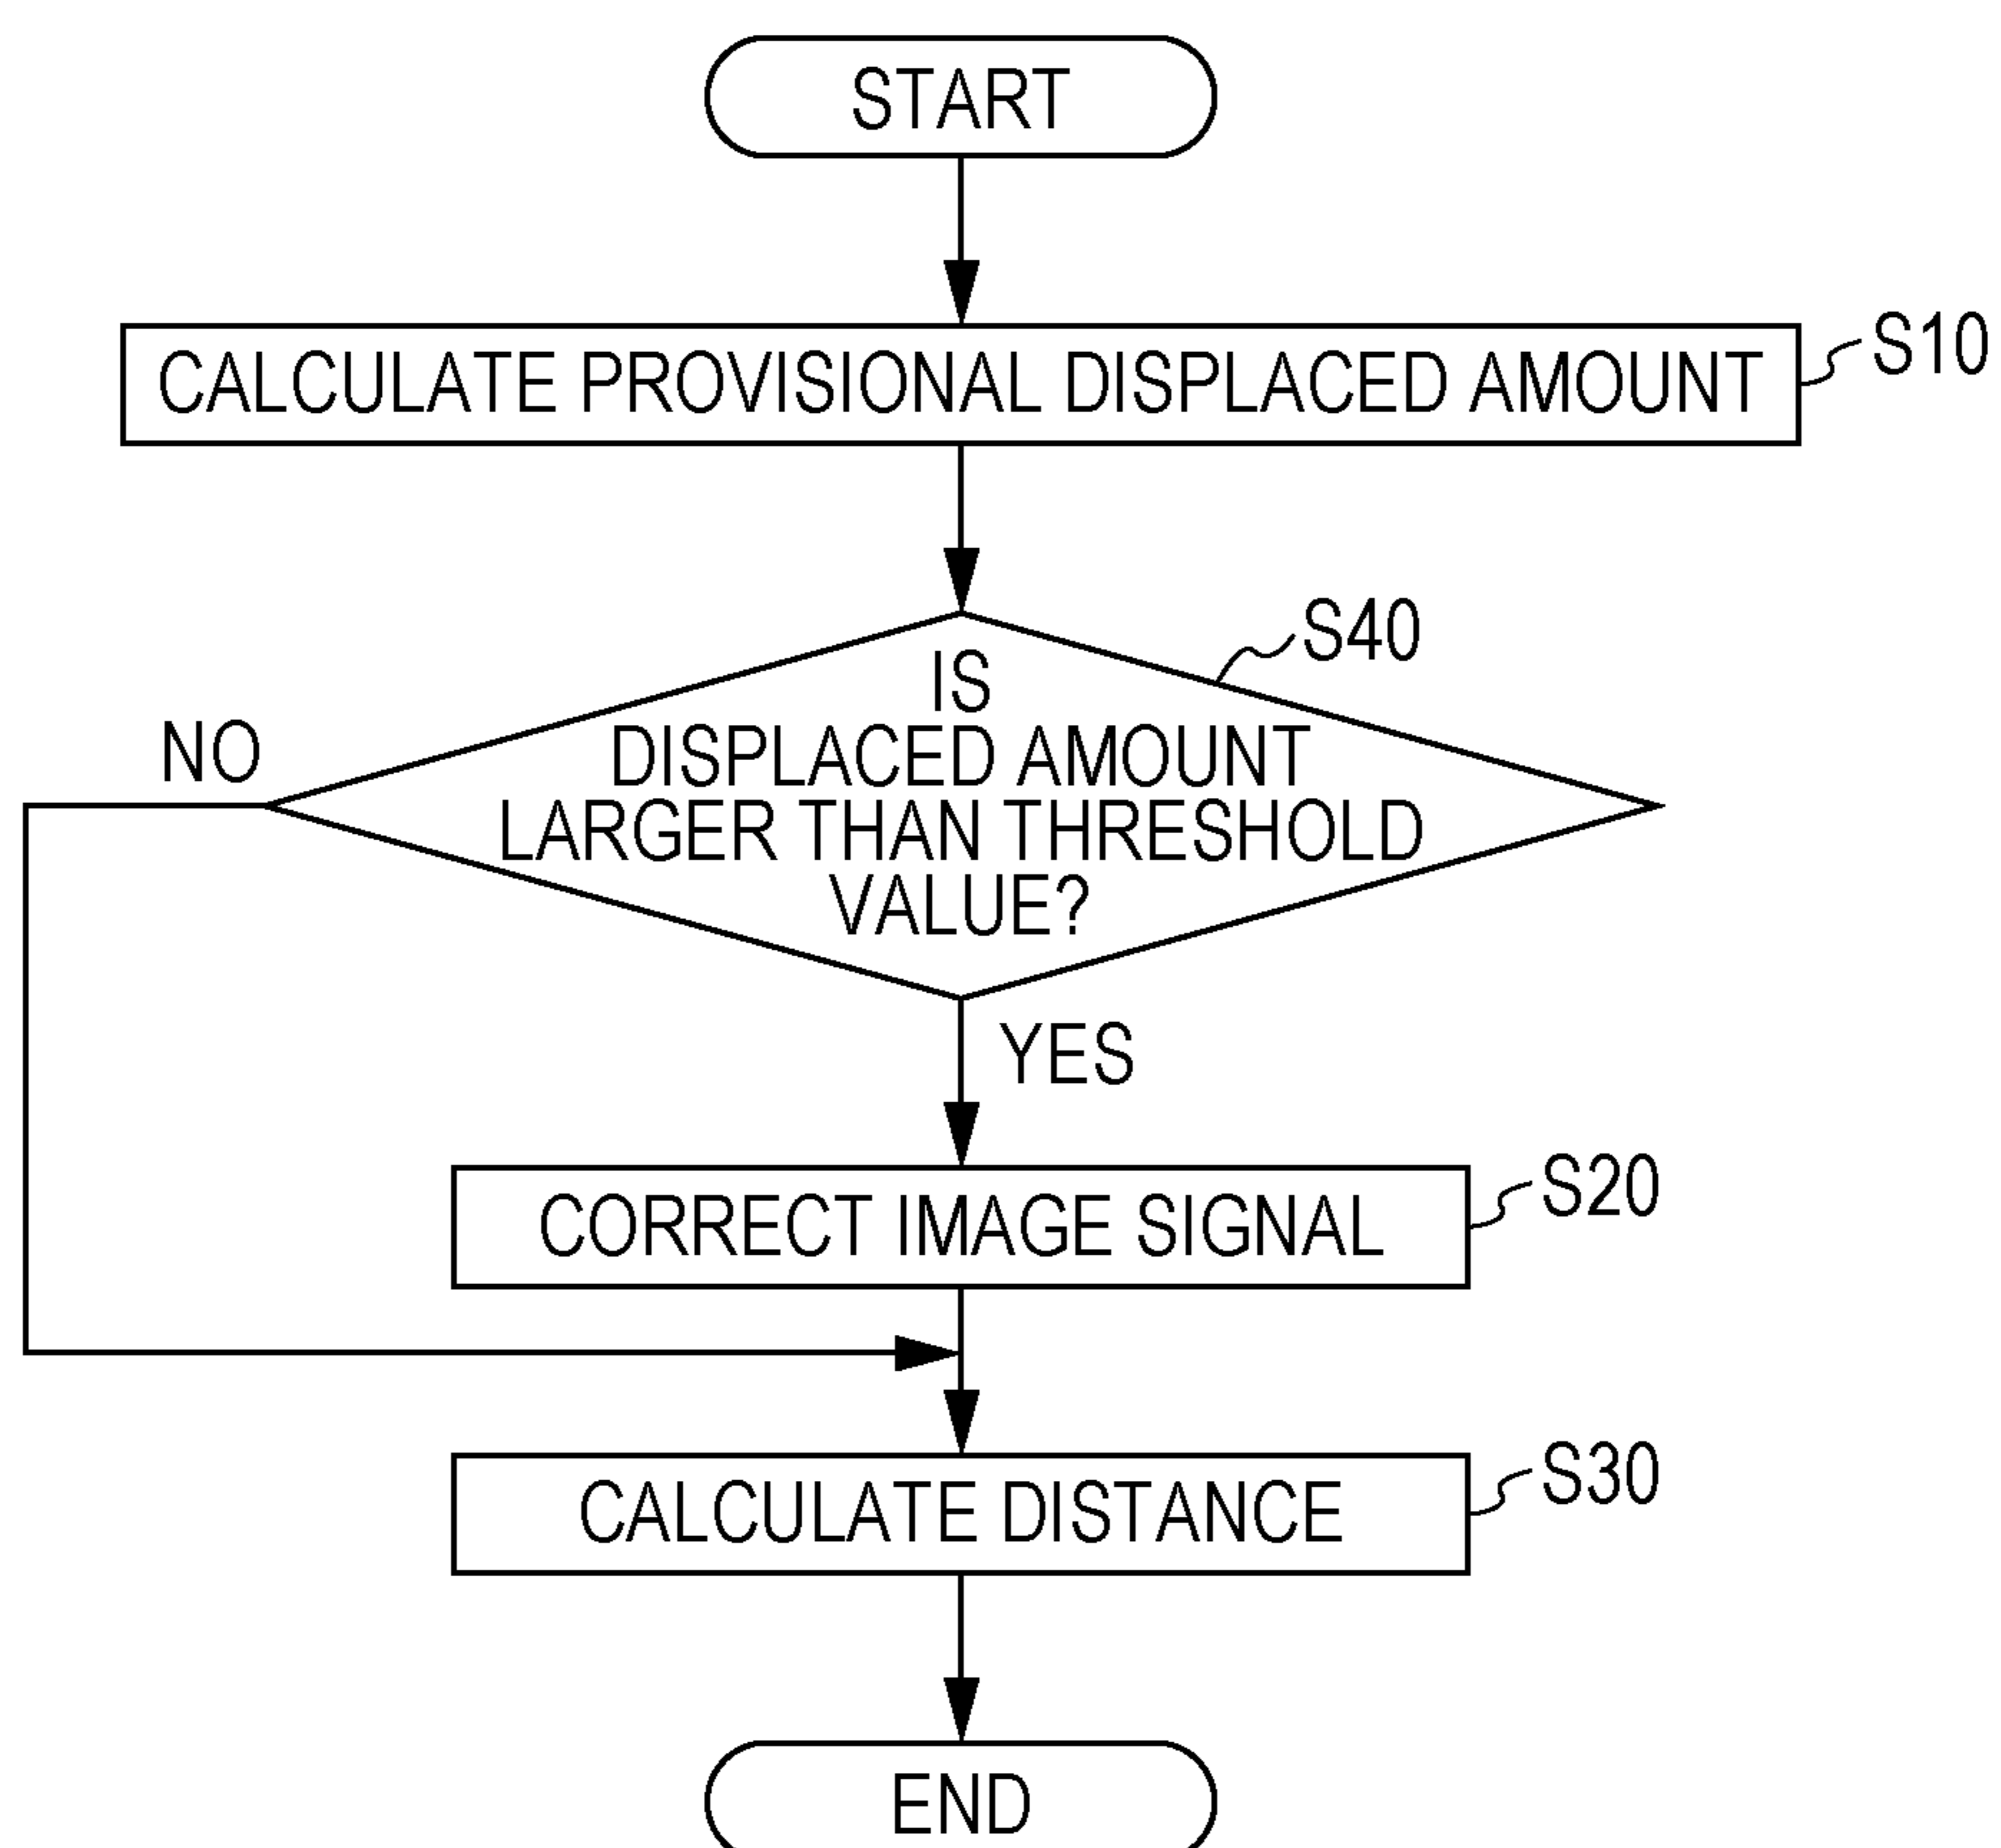 START
CALCULATE PROVISIONAL DISPLACED AMOUNT
S10
S40
IS
DISPLACED AMOUNT
LARGER THAN THRESHOLD
VALUE?
NO
YES
CORRECT IMAGE SIGNAL
S20
CALCULATE DISTANCE
S30
END